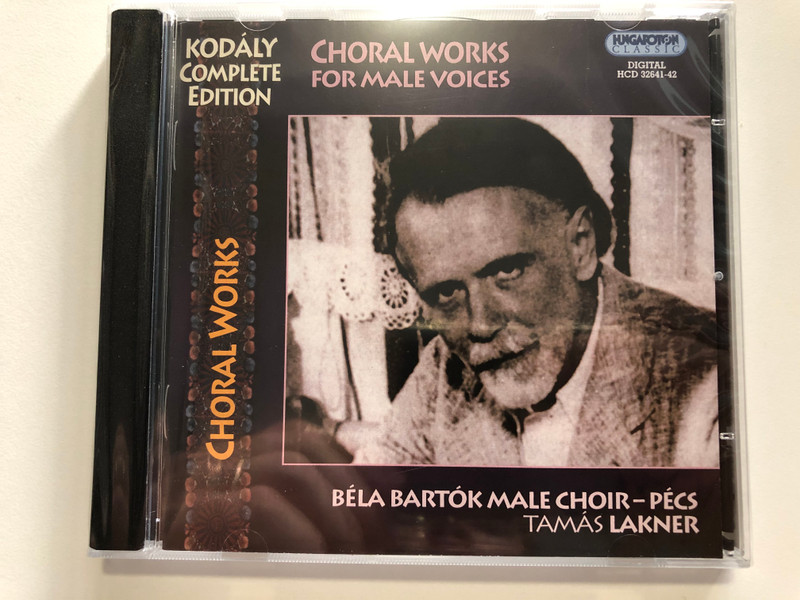 KODÁLY
COMPLETE
EDITION
CHORAL WORKS
FOR MALE VOICES
HUNGAROTON
CLASSIC
DIGITAL
HCD 32641-42
CHORAL WORKS
BÉLA BARTÓK MALE CHOIR – PÉCS
TAMÁS LAKNER